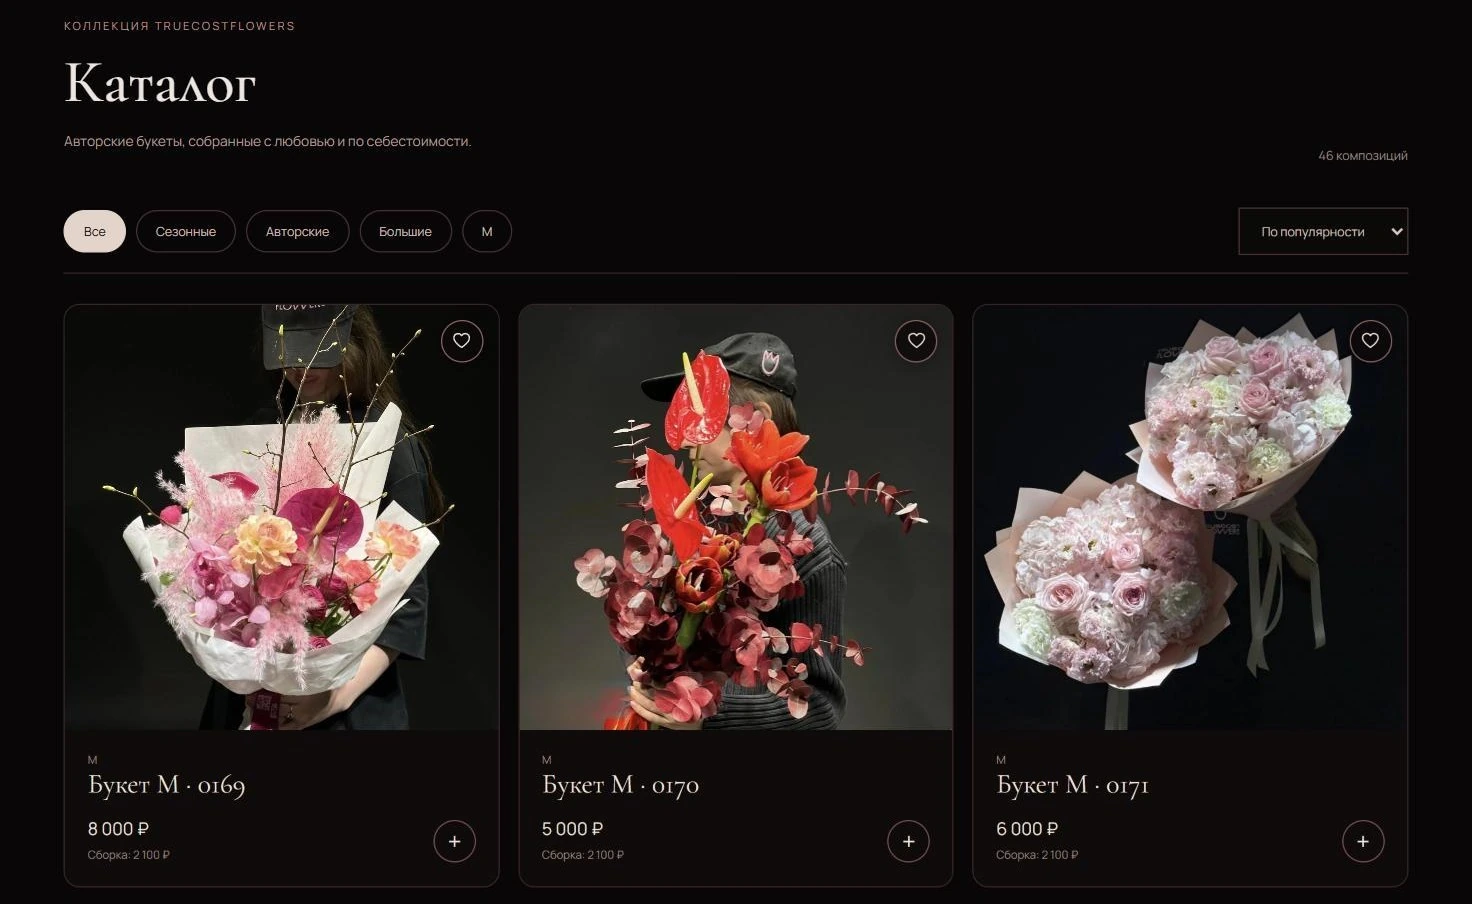 КОЛЛЕКЦИЯ TRUECOSTFLOWERS
Каталог
Авторские букеты, собранные с любовью и по себестоимости.
46 композиций
Все
Сезонные
Авторские
Большие
М
По популярности
М
Букет М · 0169
8 000 ₽
Сборка: 2 100 ₽
+
М
Букет М · 0170
5 000 ₽
Сборка: 2 100 ₽
+
М
Букет М · 0171
6 000 ₽
Сборка: 2 100 ₽
+